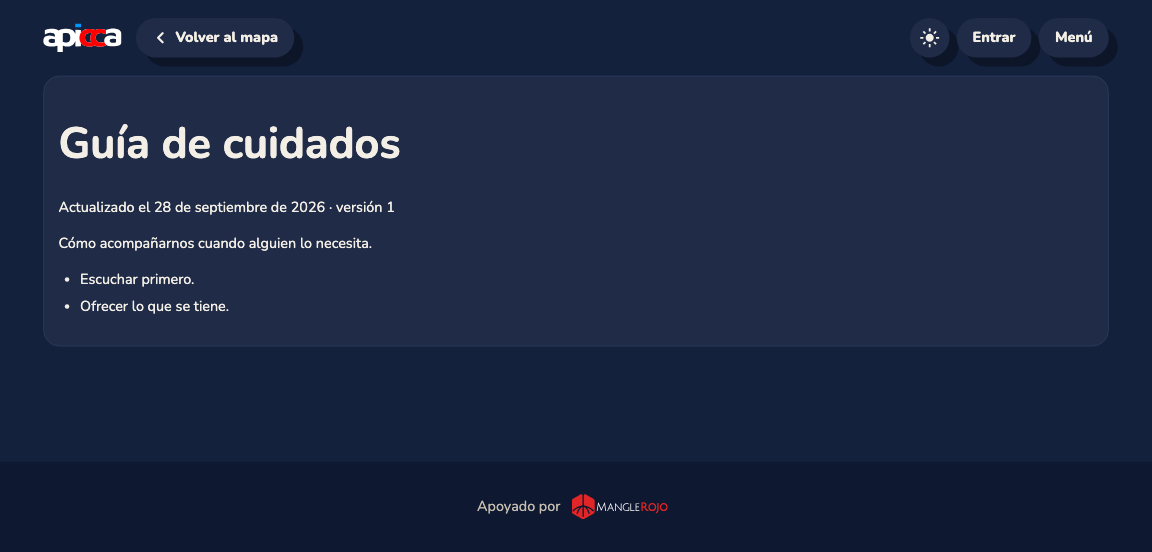 apicca
Volver al mapa
Entrar
Menú
Guía de cuidados
Actualizado el 28 de septiembre de 2026 · versión 1
Cómo acompañarnos cuando alguien lo necesita.
• Escuchar primero.
• Ofrecer lo que se tiene.
Apoyado por
MANGLEROJO